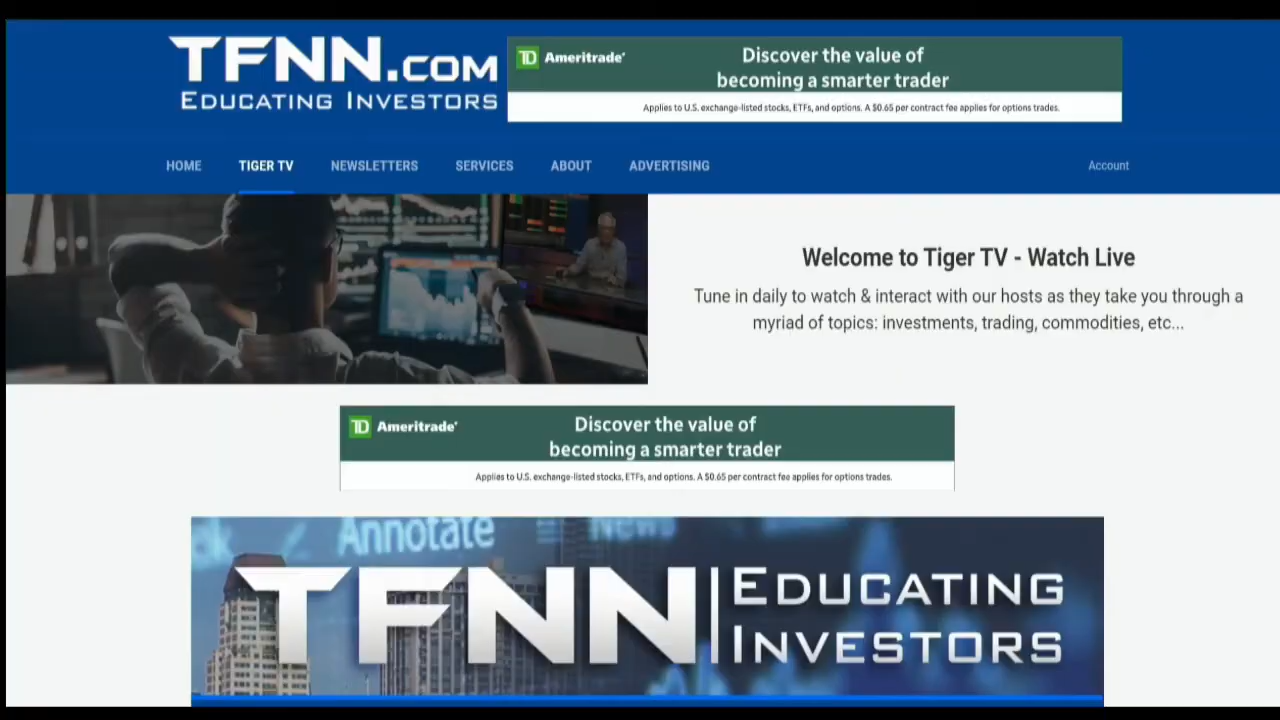 TFNN.COM
EDUCATING INVESTORS
TD Ameritrade®
Discover the value of
becoming a smarter trader
Applies to U.S. exchange-listed stocks, ETFs, and options. A $0.65 per contract fee applies for options trades.
HOME TIGER TV NEWSLETTERS SERVICES ABOUT ADVERTISING Account
Welcome to Tiger TV - Watch Live
Tune in daily to watch & interact with our hosts as they take you through a
myriad of topics: investments, trading, commodities, etc...
TD Ameritrade®
Discover the value of
becoming a smarter trader
Applies to U.S. exchange-listed stocks, ETFs, and options. A $0.65 per contract fee applies for options trades.
Annotate News
TFNN EDUCATING
INVESTORS